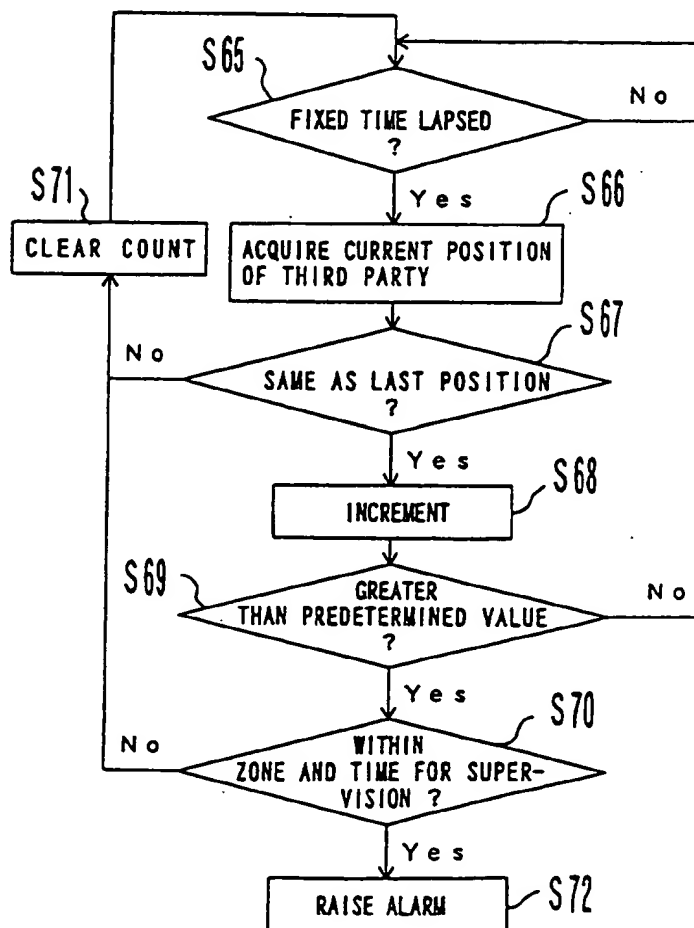 S65
FIXED TIME LAPSED
?
No
Yes
S71
CLEAR COUNT
S66
ACQUIRE CURRENT POSITION
OF THIRD PARTY
S67
No
SAME AS LAST POSITION
?
Yes
S68
INCREMENT
S69
GREATER
THAN PREDETERMINED VALUE
?
No
Yes
S70
No
WITHIN
ZONE AND TIME FOR SUPER-
VISION ?
Yes
RAISE ALARM
S72